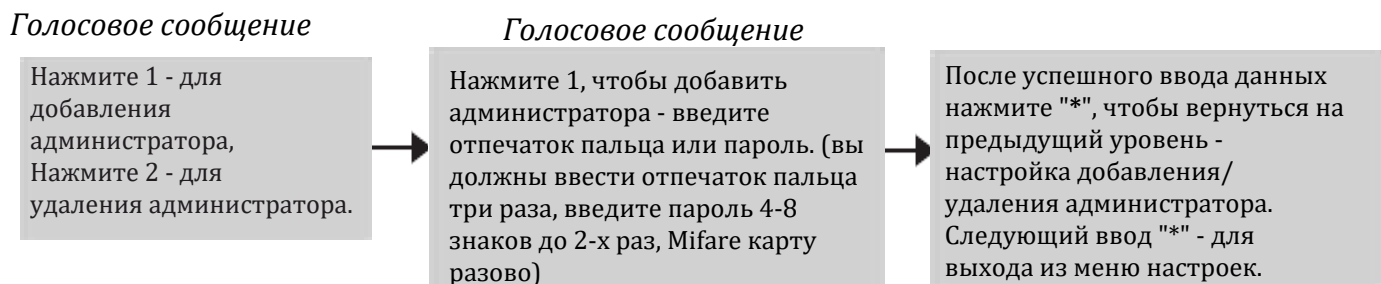 Голосовое сообщение
Нажмите 1 - для
добавления
администратора,
Нажмите 2 - для
удаления администратора.
Голосовое сообщение
Нажмите 1, чтобы добавить
администратора - введите
отпечаток пальца или пароль. (вы
должны ввести отпечаток пальца
три раза, введите пароль 4-8
знаков до 2-х раз, Mifare карту
разово)
После успешного ввода данных
нажмите "*", чтобы вернуться на
предыдущий уровень -
настройка добавления/
удаления администратора.
Следующий ввод "*" - для
выхода из меню настроек.